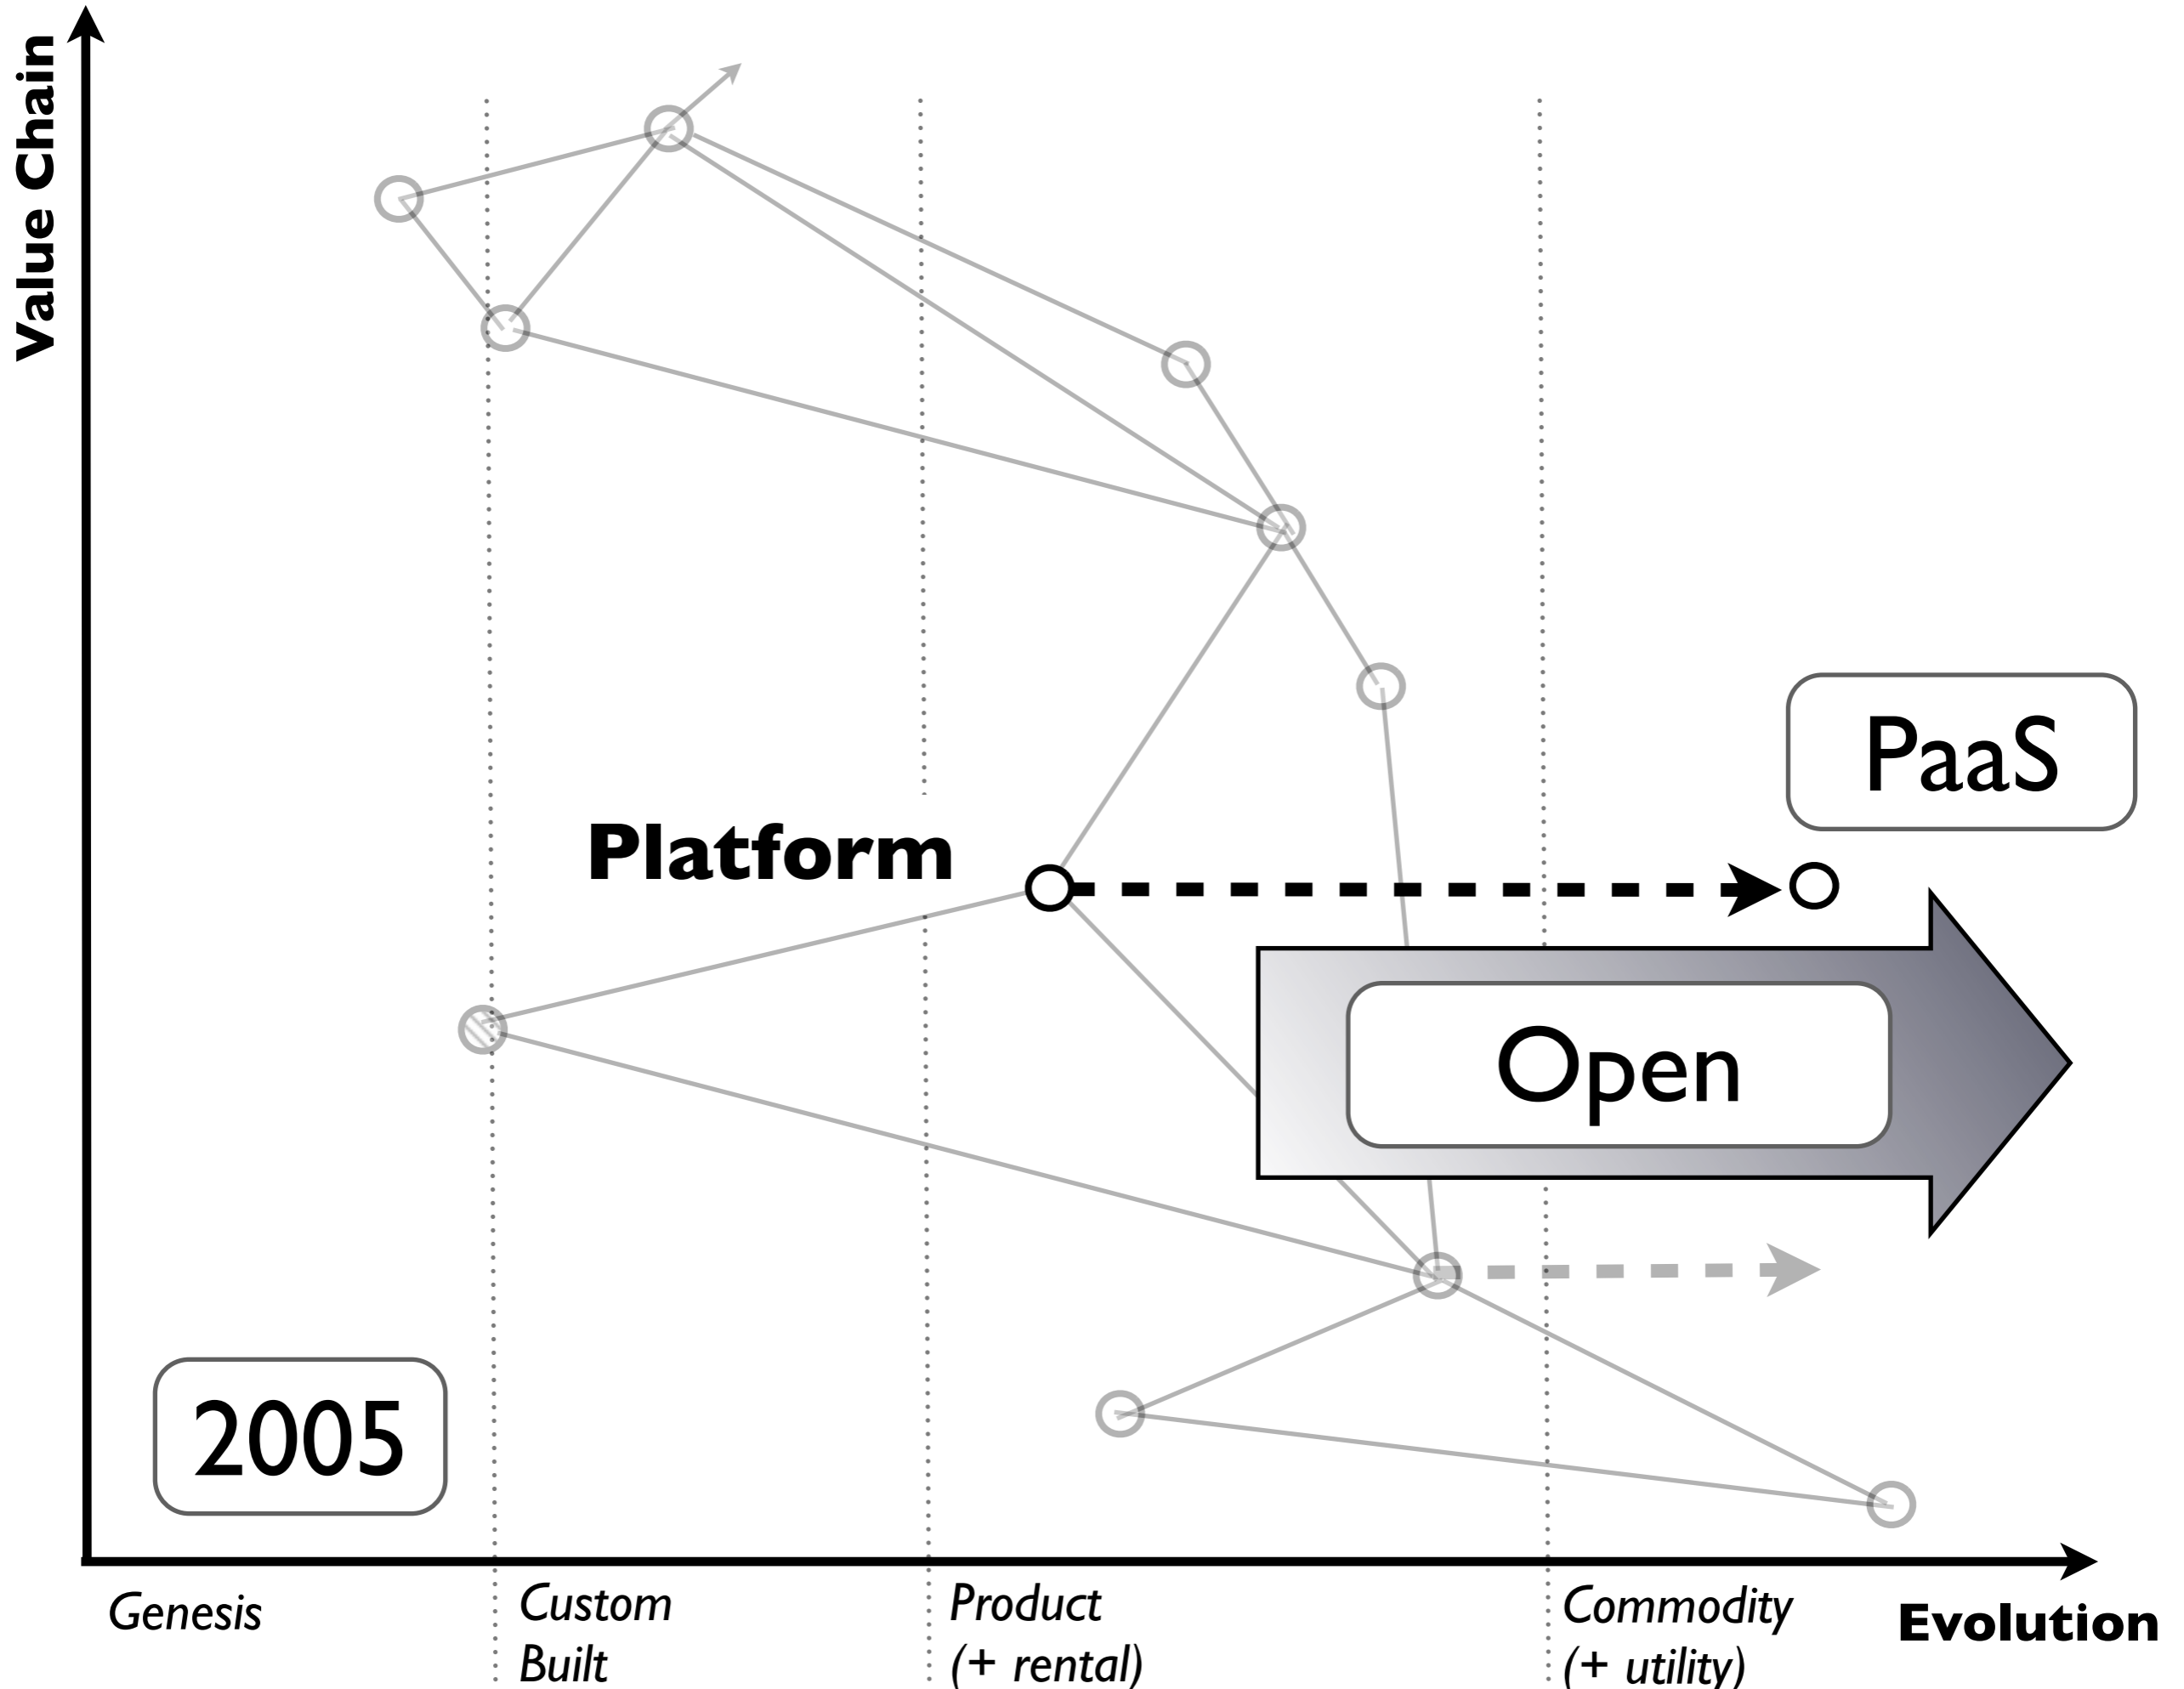 Value Chain
PaaS
Platform
Open
2005
Genesis
Custom
Built
Product
(+ rental)
Commodity
(+ utility)
Evolution